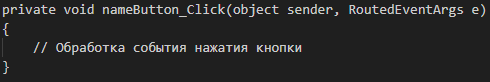 private void nameButton_Click(object sender, RoutedEventArgs e)
{
    // Обработка события нажатия кнопки
}